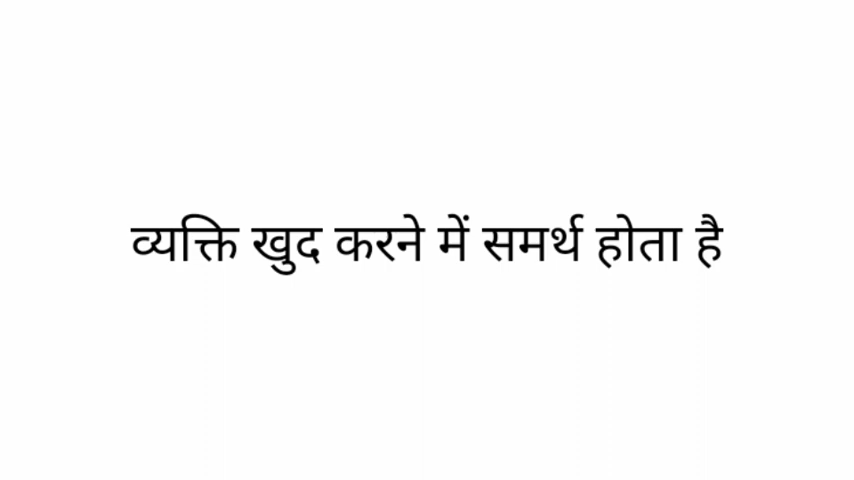 व्यक्ति खुद करने में समर्थ होता है